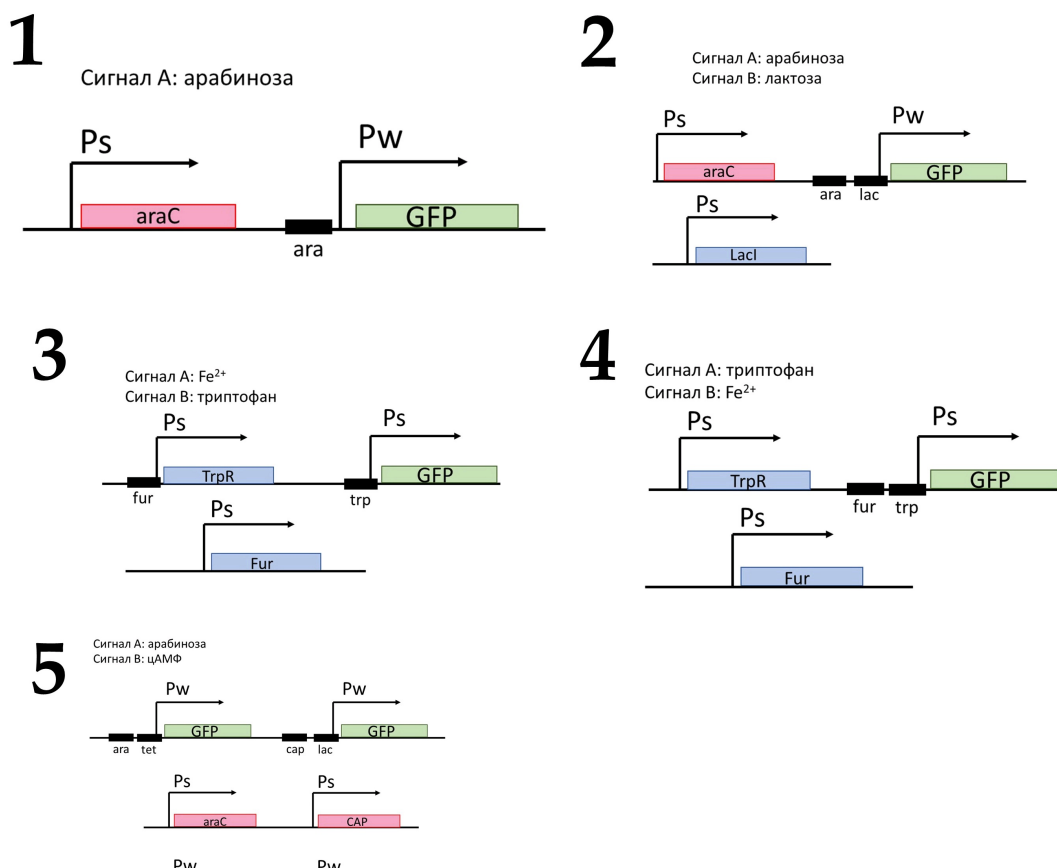 1
Сигнал А: арабиноза
Ps
Pw
araC
GFP
ara
2
Сигнал А: арабиноза
Сигнал В: лактоза
Ps
Pw
araC
GFP
ara
lac
Ps
LacI
3
Сигнал А: Fe²⁺
Сигнал В: триптофан
Ps
Ps
TrpR
GFP
fur
trp
Ps
Fur
4
Сигнал А: триптофан
Сигнал В: Fe²⁺
Ps
Ps
TrpR
GFP
fur
trp
Ps
Fur
5
Сигнал А: арабиноза
Сигнал В: цАМФ
Pw
Pw
GFP
GFP
ara
tet
cap
lac
Ps
Ps
araC
CAP
Pw
Pw